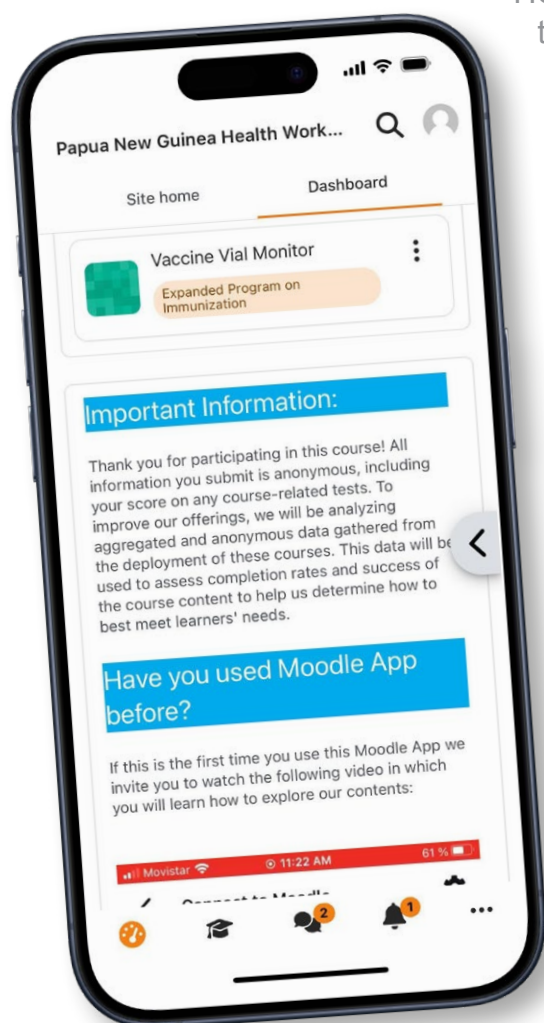 Papua New Guinea Health Work...
Site home
Dashboard
Vaccine Vial Monitor
Expanded Program on
Immunization
Important Information:
Thank you for participating in this course! All
information you submit is anonymous, including
your score on any course-related tests. To
improve our offerings, we will be analyzing
aggregated and anonymous data gathered from
the deployment of these courses. This data will be
used to assess completion rates and success of
the course content to help us determine how to
best meet learners' needs.
Have you used Moodle App
before?
If this is the first time you use this Moodle App we
invite you to watch the following video in which
you will learn how to explore our contents:
Movistar
11:22 AM
61 %
Connect to Moodle
2
1